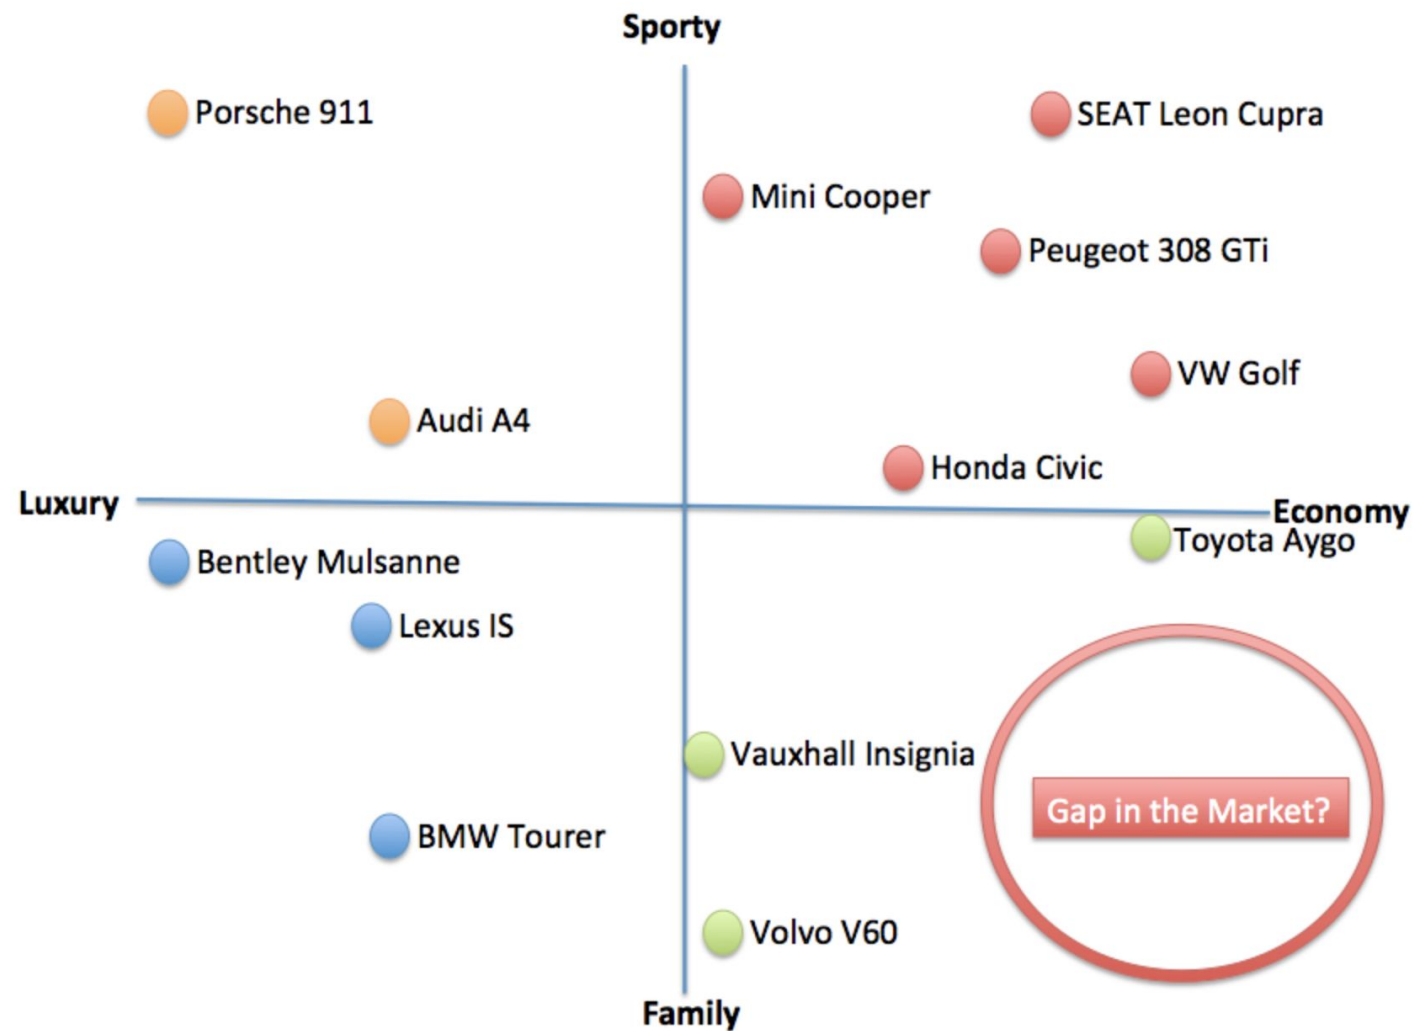 Sporty
Porsche 911
SEAT Leon Cupra
Mini Cooper
Peugeot 308 GTi
VW Golf
Audi A4
Honda Civic
Luxury
Economy
Toyota Aygo
Bentley Mulsanne
Lexus IS
Vauxhall Insignia
Gap in the Market?
BMW Tourer
Volvo V60
Family